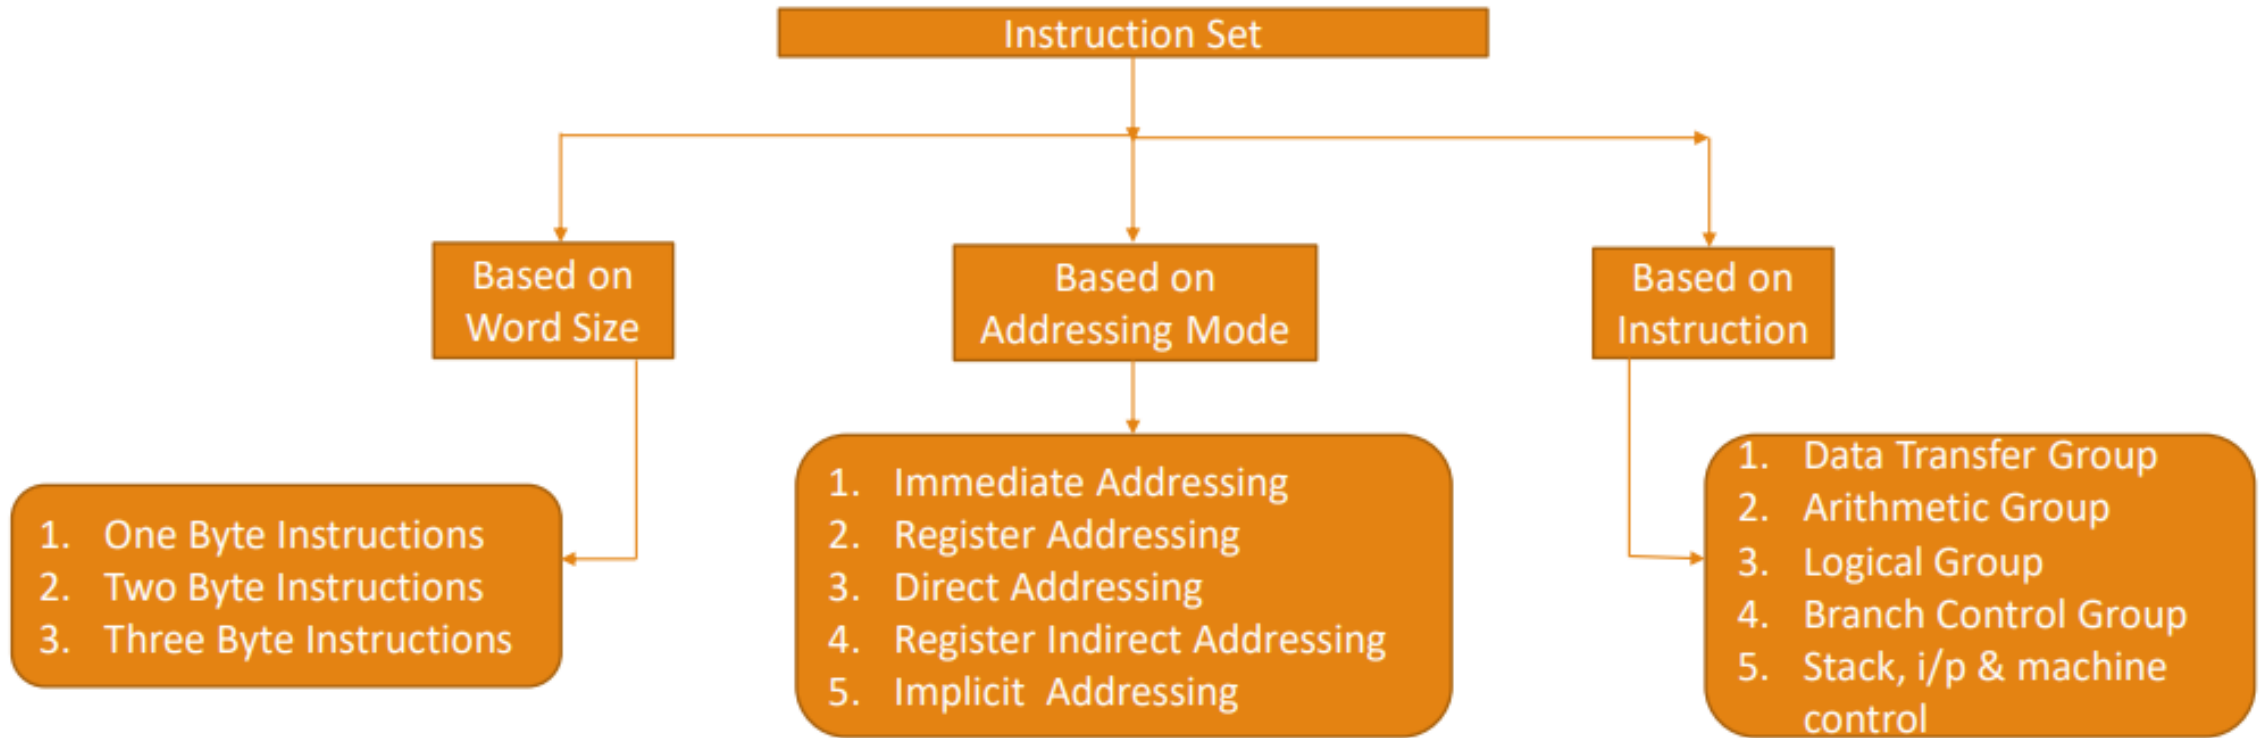 Instruction Set
Based on
Word Size
Based on
Addressing Mode
Based on
Instruction
1. One Byte Instructions
2. Two Byte Instructions
3. Three Byte Instructions
1. Immediate Addressing
2. Register Addressing
3. Direct Addressing
4. Register Indirect Addressing
5. Implicit Addressing
1. Data Transfer Group
2. Arithmetic Group
3. Logical Group
4. Branch Control Group
5. Stack, i/p & machine
control